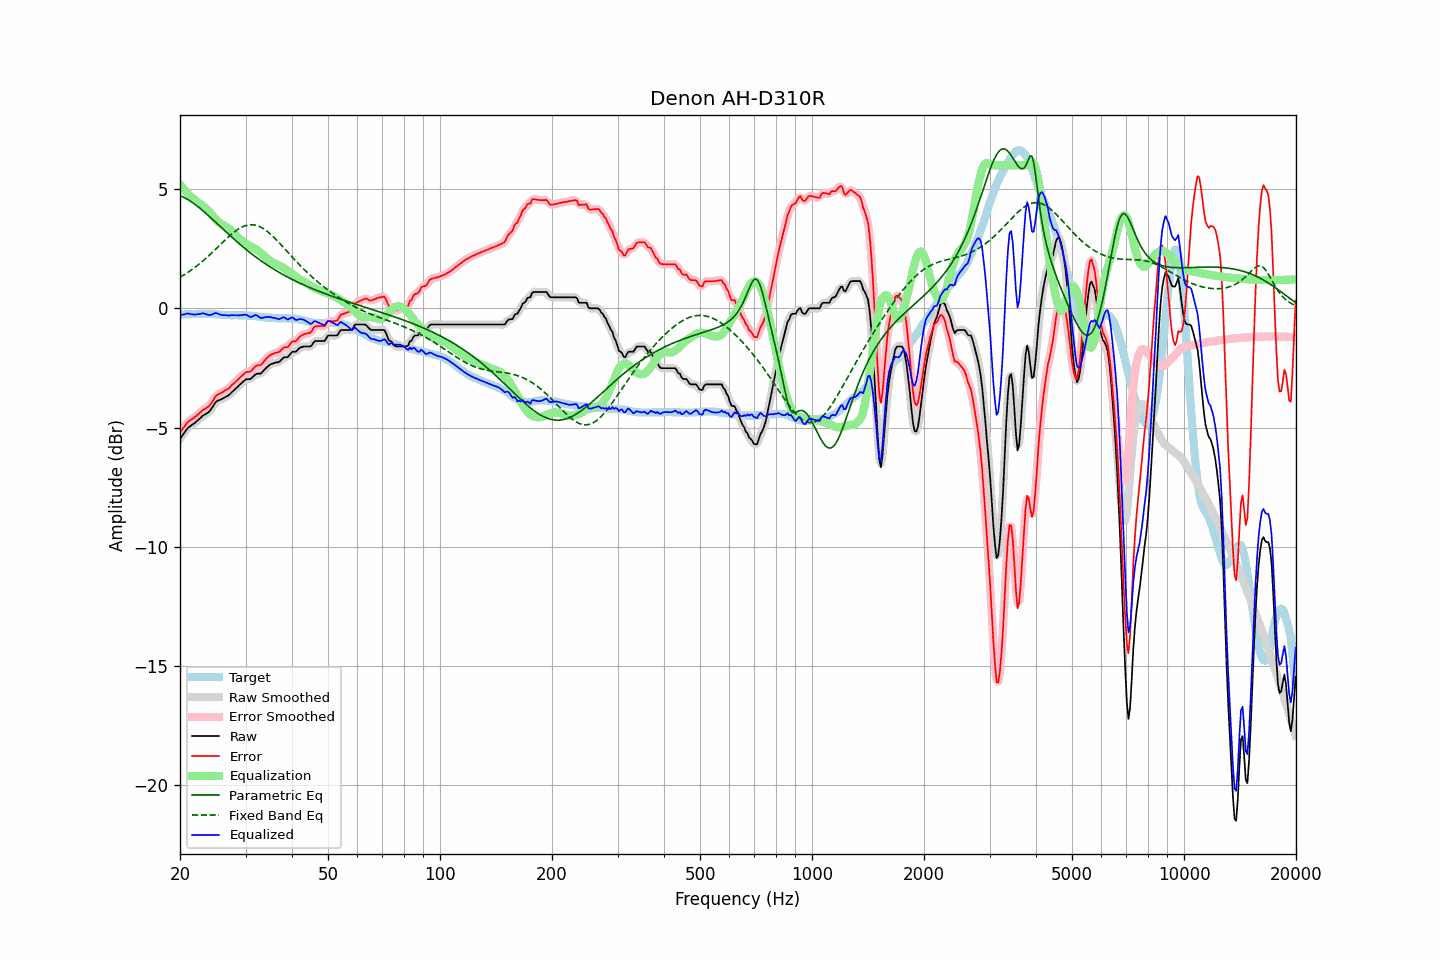 Denon AH-D310R
Amplitude (dBr)
5
0
−5
−10
−15
−20
Target
Raw Smoothed
Error Smoothed
Raw
Error
Equalization
Parametric Eq
Fixed Band Eq
Equalized
20 50 100 200 500 1000 2000 5000 10000 20000
Frequency (Hz)